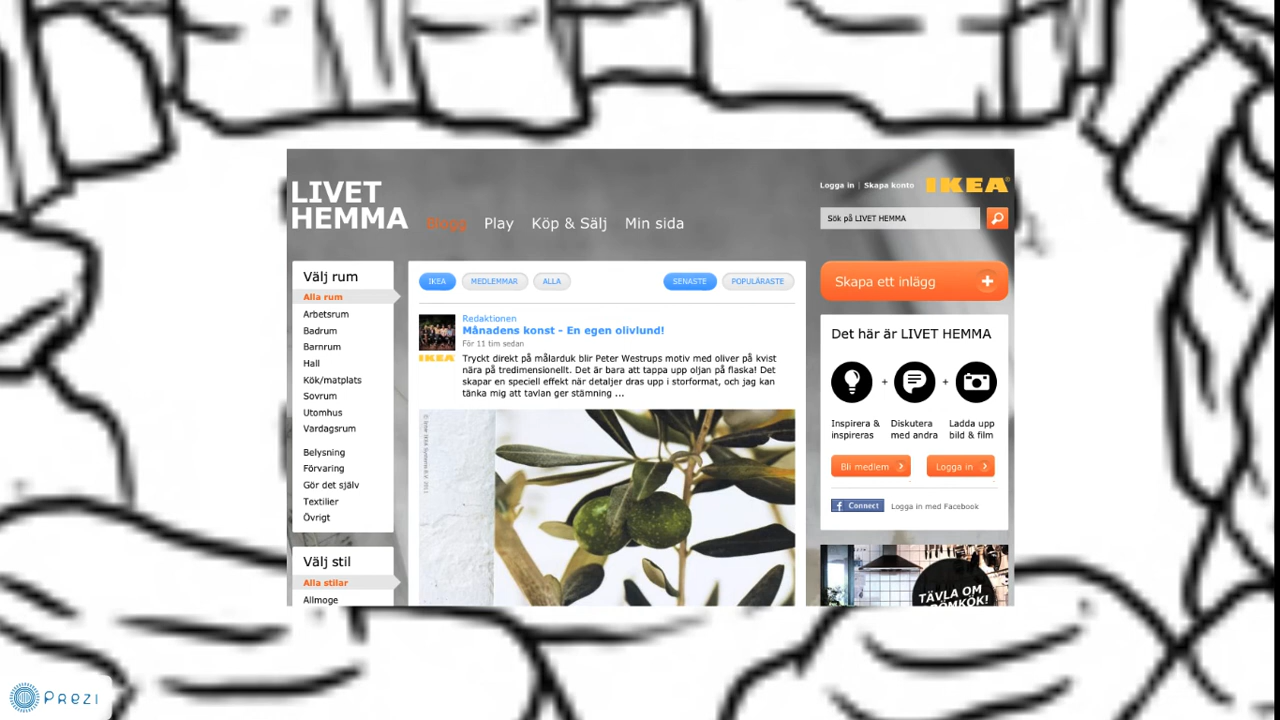 LIVET
HEMMA
Blogg Play Köp & Sälj Min sida
Logga in | Skapa konto IKEA®
Sök på LIVET HEMMA
Välj rum
Alla rum
Arbetsrum
Badrum
Barnrum
Hall
Kök/matplats
Sovrum
Utomhus
Vardagsrum
Belysning
Förvaring
Gör det själv
Textilier
Övrigt
Välj stil
Alla stilar
Allmoge
IKEA MEDLEMMAR ALLA SENASTE POPULÄRASTE
Redaktionen
Månadens konst - En egen olivlund!
För 11 tim sedan
IKEA
Tryckt direkt på målarduk blir Peter Westrups motiv med oliver på kvist
nära på tredimensionellt. Det är bara att tappa upp oljan på flaska! Det
skapar en speciell effekt när detaljer dras upp i storformat, och jag kan
tänka mig att tavlan ger stämning ...
Skapa ett inlägg
Det här är LIVET HEMMA
+ +
Inspirera & Diskutera Ladda upp
inspireras med andra bild & film
Bli medlem Logga in
f Connect Logga in med Facebook
TÄVLA OM
PREZI